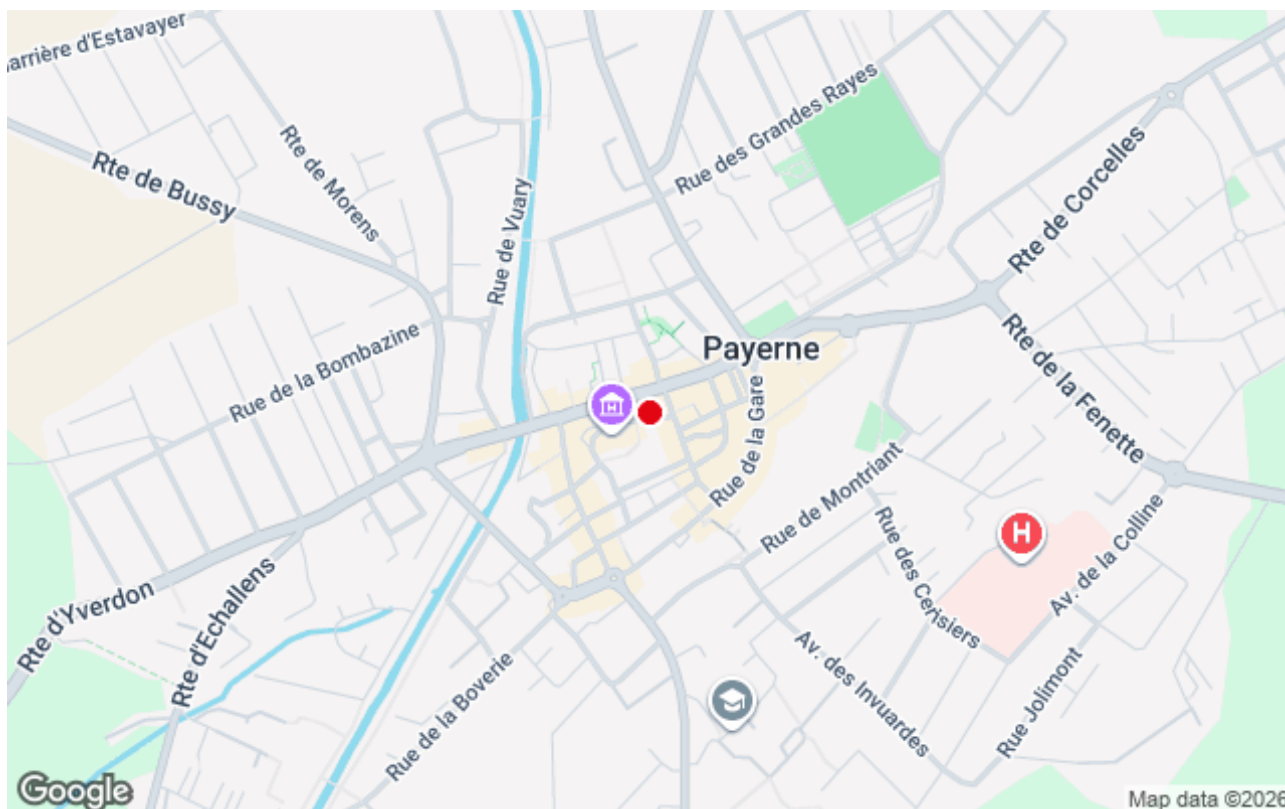 arrière d'Estavayer
Rue des Grandes Rayes
Rte de Morens
Rte de Bussy
Rue de Vuary
Rte de Corcelles
Rue de la Bombazine
Payerne
Rte de la Fenette
Rue de la Gare
Rue de Montriant
Rue des Cerisiers
H
Av. de la Colline
Rte d'Yverdon
Rte d'Echallens
Rue de la Boverie
Av. des Invuardes
Rue Jolimont
Google
Map data ©2026